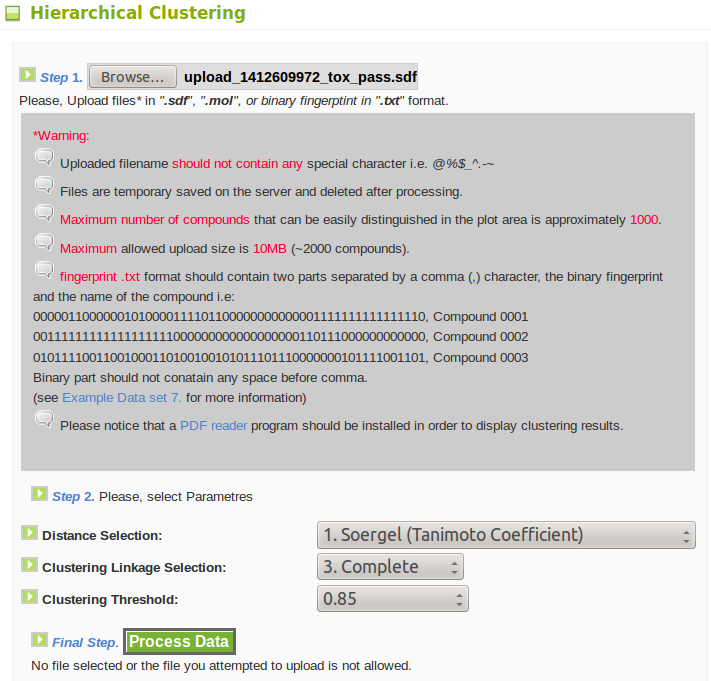 Hierarchical Clustering
Step 1. Browse... upload_1412609972_tox_pass.sdf
Please, Upload files* in ".sdf", ".mol", or binary fingerptint in ".txt" format.
*Warning:
Uploaded filename should not contain any special character i.e. @%$_^.-~
Files are temporary saved on the server and deleted after processing.
Maximum number of compounds that can be easily distinguished in the plot area is approximately 1000.
Maximum allowed upload size is 10MB (~2000 compounds).
fingerprint .txt format should contain two parts separated by a comma (,) character, the binary fingerprint
and the name of the compound i.e:
00000110000001010000111101100000000000001111111111111110, Compound 0001
00111111111111111111000000000000000000110111000000000000, Compound 0002
01011110011001000110100100101011101110000000101111001101, Compound 0003
Binary part should not conatain any space before comma.
(see Example Data set 7. for more information)
Please notice that a PDF reader program should be installed in order to display clustering results.
Step 2. Please, select Parametres
Distance Selection: 1. Soergel (Tanimoto Coefficient)
Clustering Linkage Selection: 3. Complete
Clustering Threshold: 0.85
Final Step. Process Data
No file selected or the file you attempted to upload is not allowed.